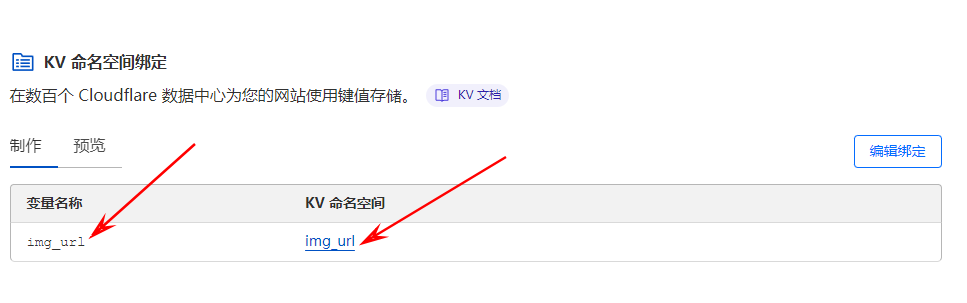 KV 命名空间绑定
在数百个 Cloudflare 数据中心为您的网站使用键值存储。 KV 文档
制作 预览
编辑绑定
变量名称 KV 命名空间
img_url img_url